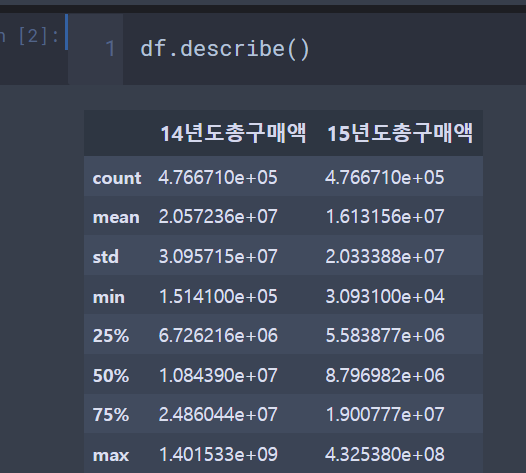 n [2]:
1 df.describe()
14년도총구매액 15년도총구매액
count 4.766710e+05 4.766710e+05
mean 2.057236e+07 1.613156e+07
std 3.095715e+07 2.033388e+07
min 1.514100e+05 3.093100e+04
25% 6.726216e+06 5.583877e+06
50% 1.084390e+07 8.796982e+06
75% 2.486044e+07 1.900777e+07
max 1.401533e+09 4.325380e+08